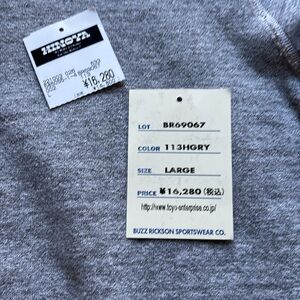 HINOYA
¥16,280
LOT BR69067
COLOR 113HGRY
SIZE LARGE
PRICE ¥16,280(税込)
http://www.toyo-enterprise.co.jp/
BUZZ RICKSON SPORTSWEAR CO.